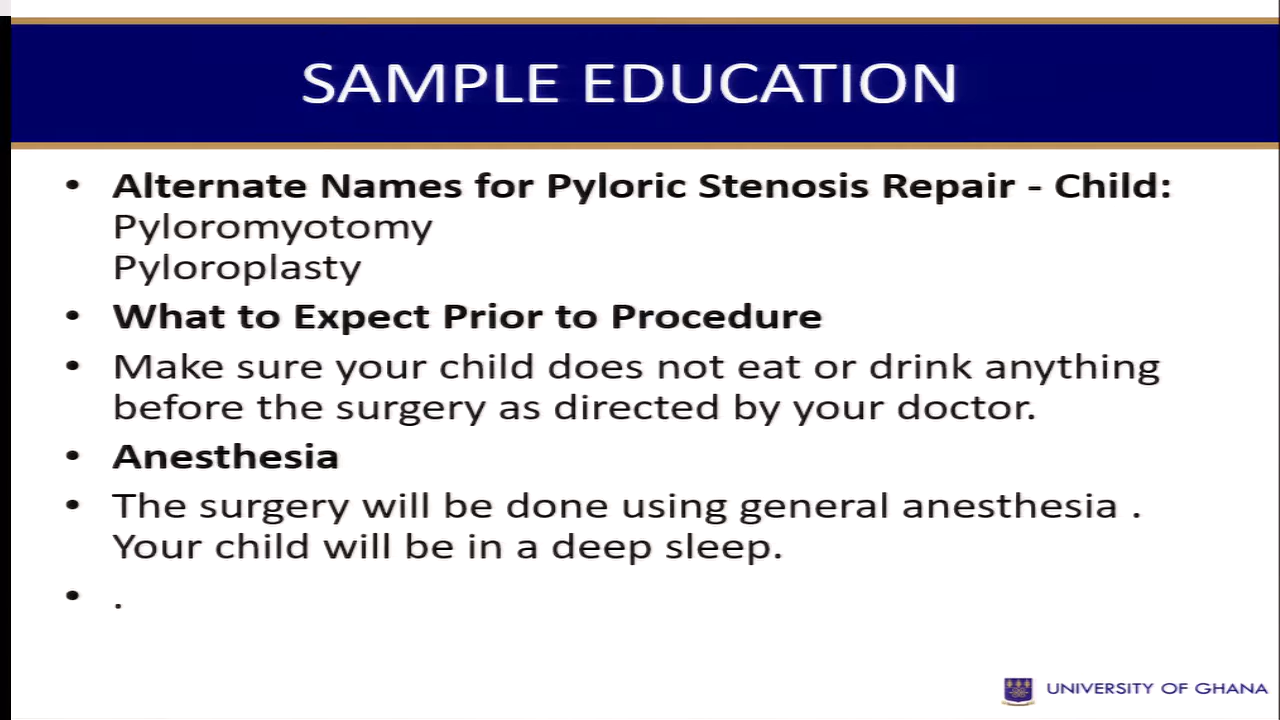 SAMPLE EDUCATION
• Alternate Names for Pyloric Stenosis Repair - Child:
Pyloromyotomy
Pyloroplasty
• What to Expect Prior to Procedure
• Make sure your child does not eat or drink anything
before the surgery as directed by your doctor.
• Anesthesia
• The surgery will be done using general anesthesia .
Your child will be in a deep sleep.
• .
UNIVERSITY OF GHANA